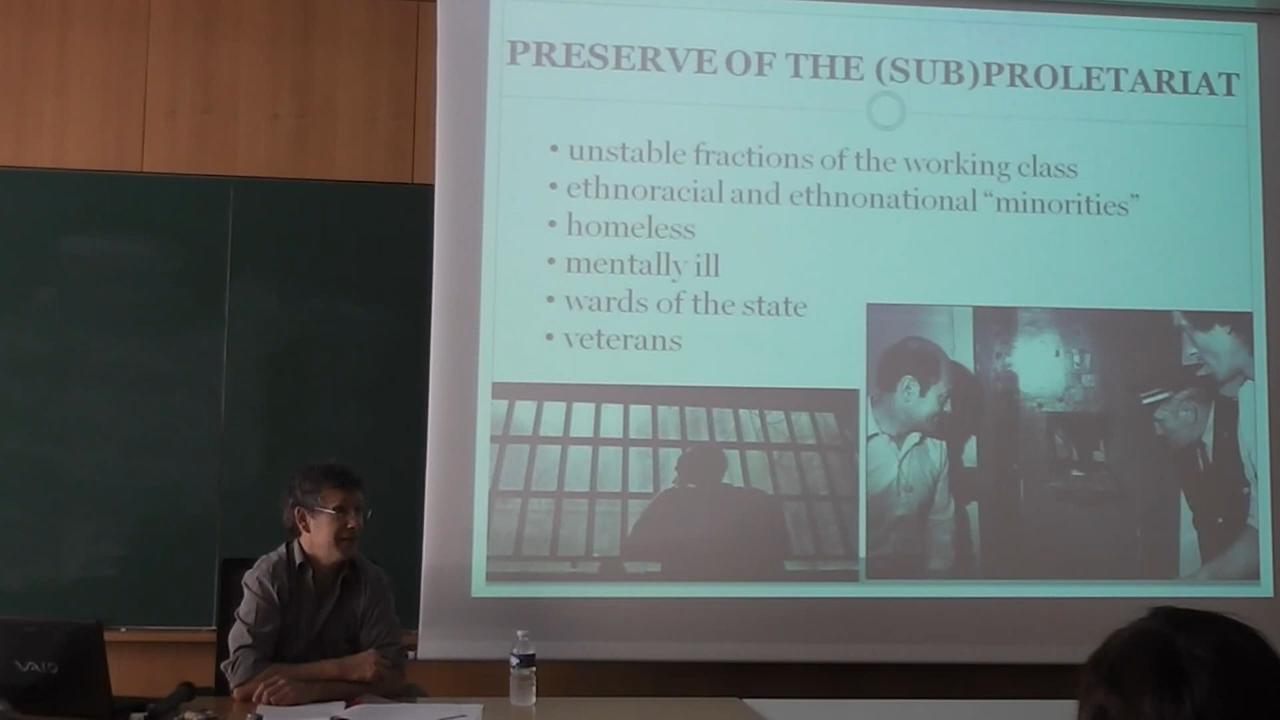 PRESERVE OF THE (SUB)PROLETARIAT
• unstable fractions of the working class
• ethnoracial and ethnonational “minorities”
• homeless
• mentally ill
• wards of the state
• veterans
VAIO